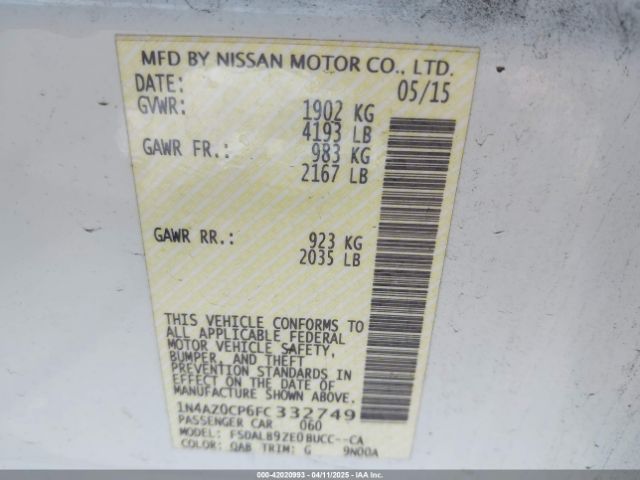 MFD BY NISSAN MOTOR CO., LTD.
DATE: 05/15
GVWR: 1902 KG
4193 LB
GAWR FR.: 983 KG
2167 LB
GAWR RR.: 923 KG
2035 LB
THIS VEHICLE CONFORMS TO
ALL APPLICABLE FEDERAL
MOTOR VEHICLE SAFETY,
BUMPER, AND THEFT
PREVENTION STANDARDS IN
EFFECT ON THE DATE OF
MANUFACTURE SHOWN ABOVE.
1N4AZ0CP6FC332749
PASSENGER CAR 060
MODEL: FSDALB9ZE0BUCC--CA
COLOR: QAB TRIM: G 9N00A
000-42020993 - 04/11/2025 - IAA Inc.